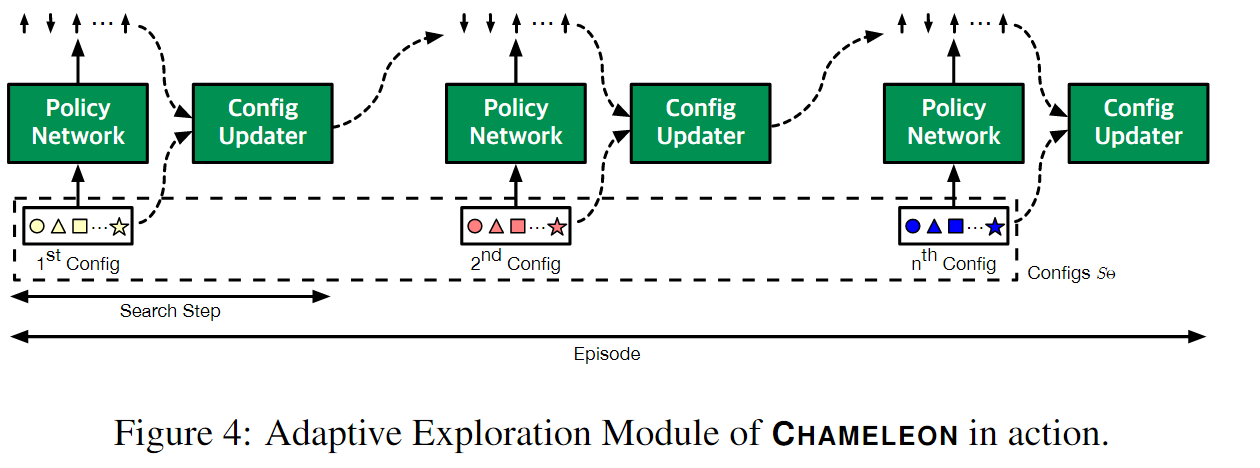 Policy Network
Config Updater
Policy Network
Config Updater
Policy Network
Config Updater
1st Config
2nd Config
nth Config
Configs SΘ
Search Step
Episode
Figure 4: Adaptive Exploration Module of CHAMELEON in action.